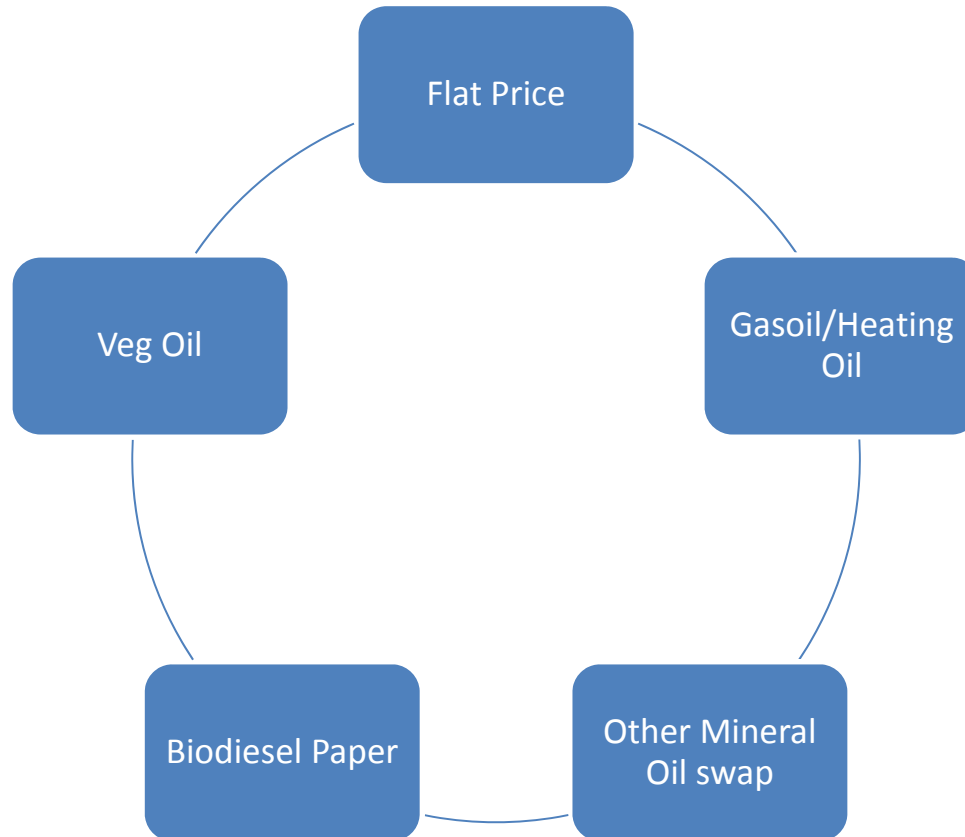 Flat Price
Gasoil/Heating
Oil
Veg Oil
Other Mineral
Oil swap
Biodiesel Paper